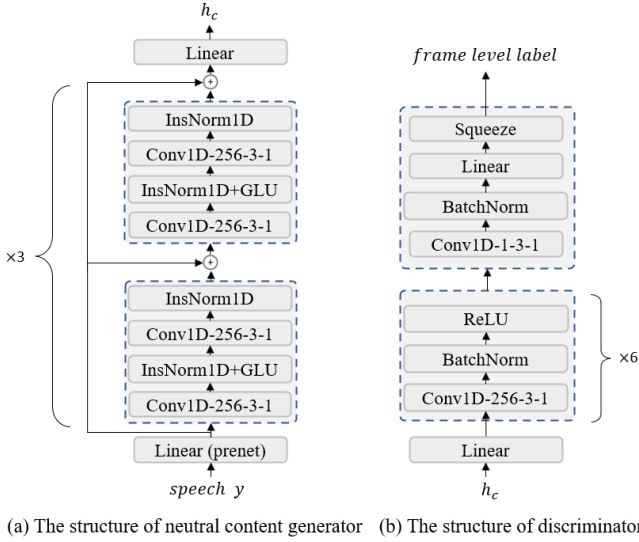 h_c
Linear
+
InsNorm1D
Conv1D-256-3-1
InsNorm1D+GLU
Conv1D-256-3-1
×3
+
InsNorm1D
Conv1D-256-3-1
InsNorm1D+GLU
Conv1D-256-3-1
Linear (prenet)
speech y
(a) The structure of neutral content generator
frame level label
Squeeze
Linear
BatchNorm
Conv1D-1-3-1
ReLU
BatchNorm
Conv1D-256-3-1
×6
Linear
h_c
(b) The structure of discriminator